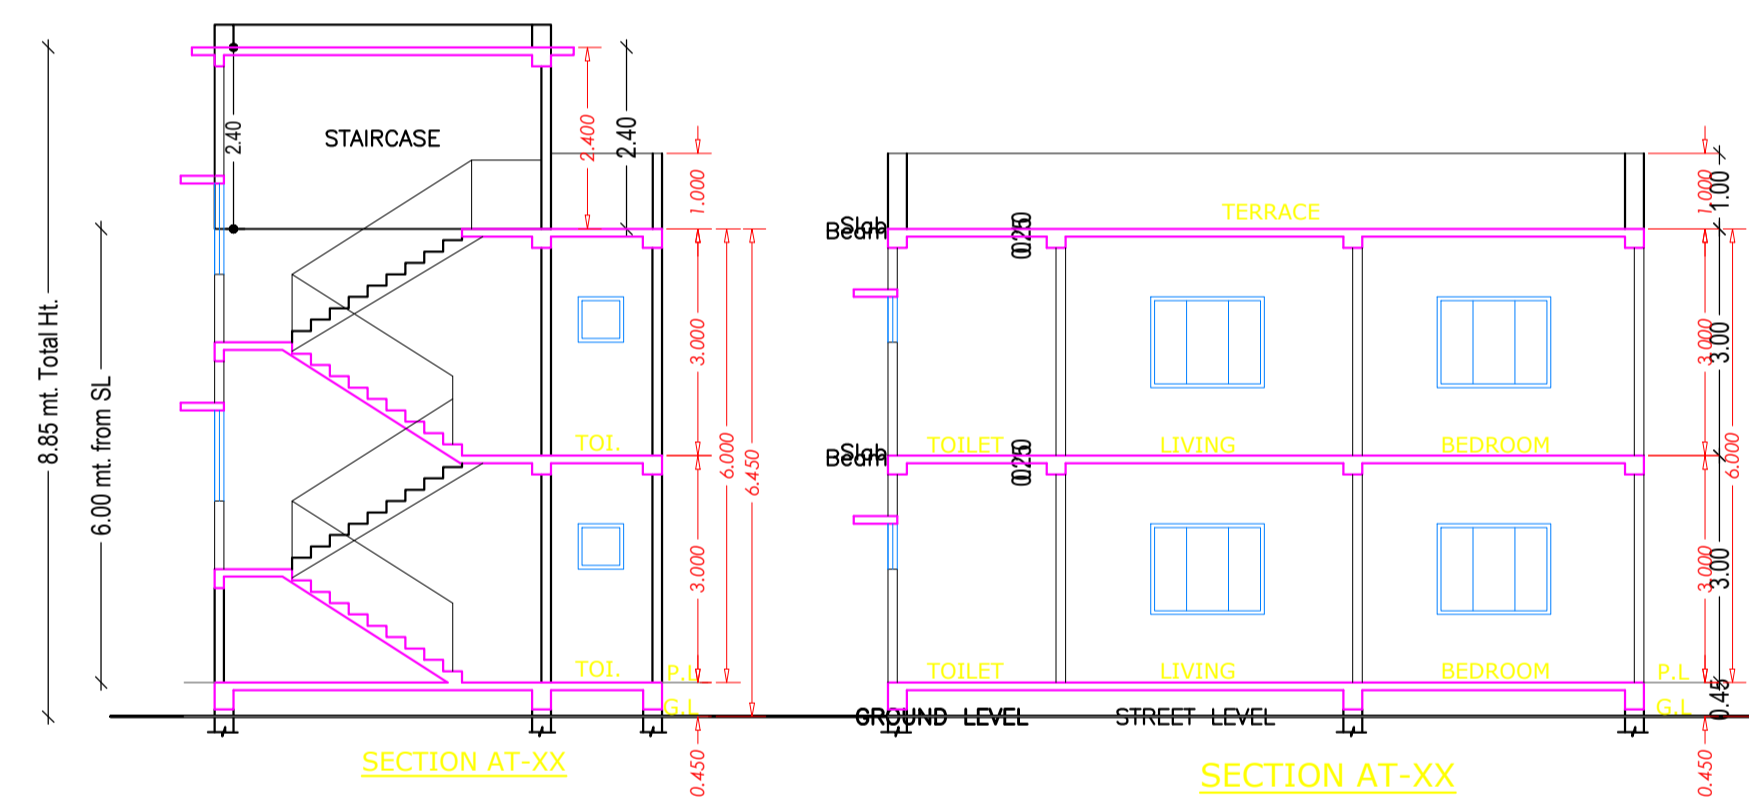 8.85 mt. Total Ht.
6.00 mt. from SL
2.40
STAIRCASE
2.400
2.40
1.000
3.000
TOI.
6.000
6.450
3.000
TOI.
P.L
G.L
0.450
SECTION AT-XX
1.000
1.00
TERRACE
Slab
Beam
3.000
3.00
TOILET
LIVING
BEDROOM
Slab
Beam
6.000
3.000
3.00
TOILET
LIVING
BEDROOM
P.L
G.L
0.45
GROUND LEVEL
STREET LEVEL
0.450
SECTION AT-XX